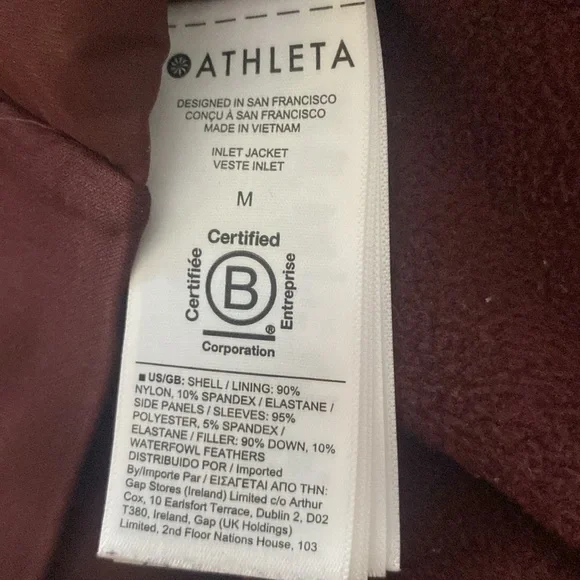 ATHLETA
DESIGNED IN SAN FRANCISCO
CONÇU À SAN FRANCISCO
MADE IN VIETNAM
INLET JACKET
VESTE INLET
M
Certified
Certifiée
B
Entreprise
®
Corporation
■ US/GB: SHELL / LINING: 90%
NYLON, 10% SPANDEX / ELASTANE /
SIDE PANELS / SLEEVES: 95%
POLYESTER, 5% SPANDEX /
ELASTANE / FILLER: 90% DOWN, 10%
WATERFOWL FEATHERS
DISTRIBUIDO POR / Imported
By/Importe Par / ΕΙΣΑΓΕΤΑΙ ΑΠΟ ΤΗΝ:
Gap Stores (Ireland) Limited c/o Arthur
Cox, 10 Earlsfort Terrace, Dublin 2, D02
T380, Ireland, Gap (UK Holdings)
Limited, 2nd Floor Nations House, 103